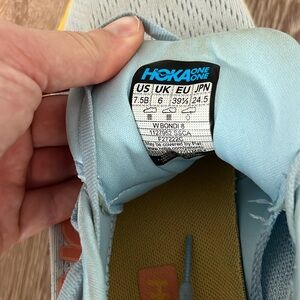 HOKA ONE ONE
US UK EU JPN
7.5B 6 39⅓ 24.5
W BONDI 8